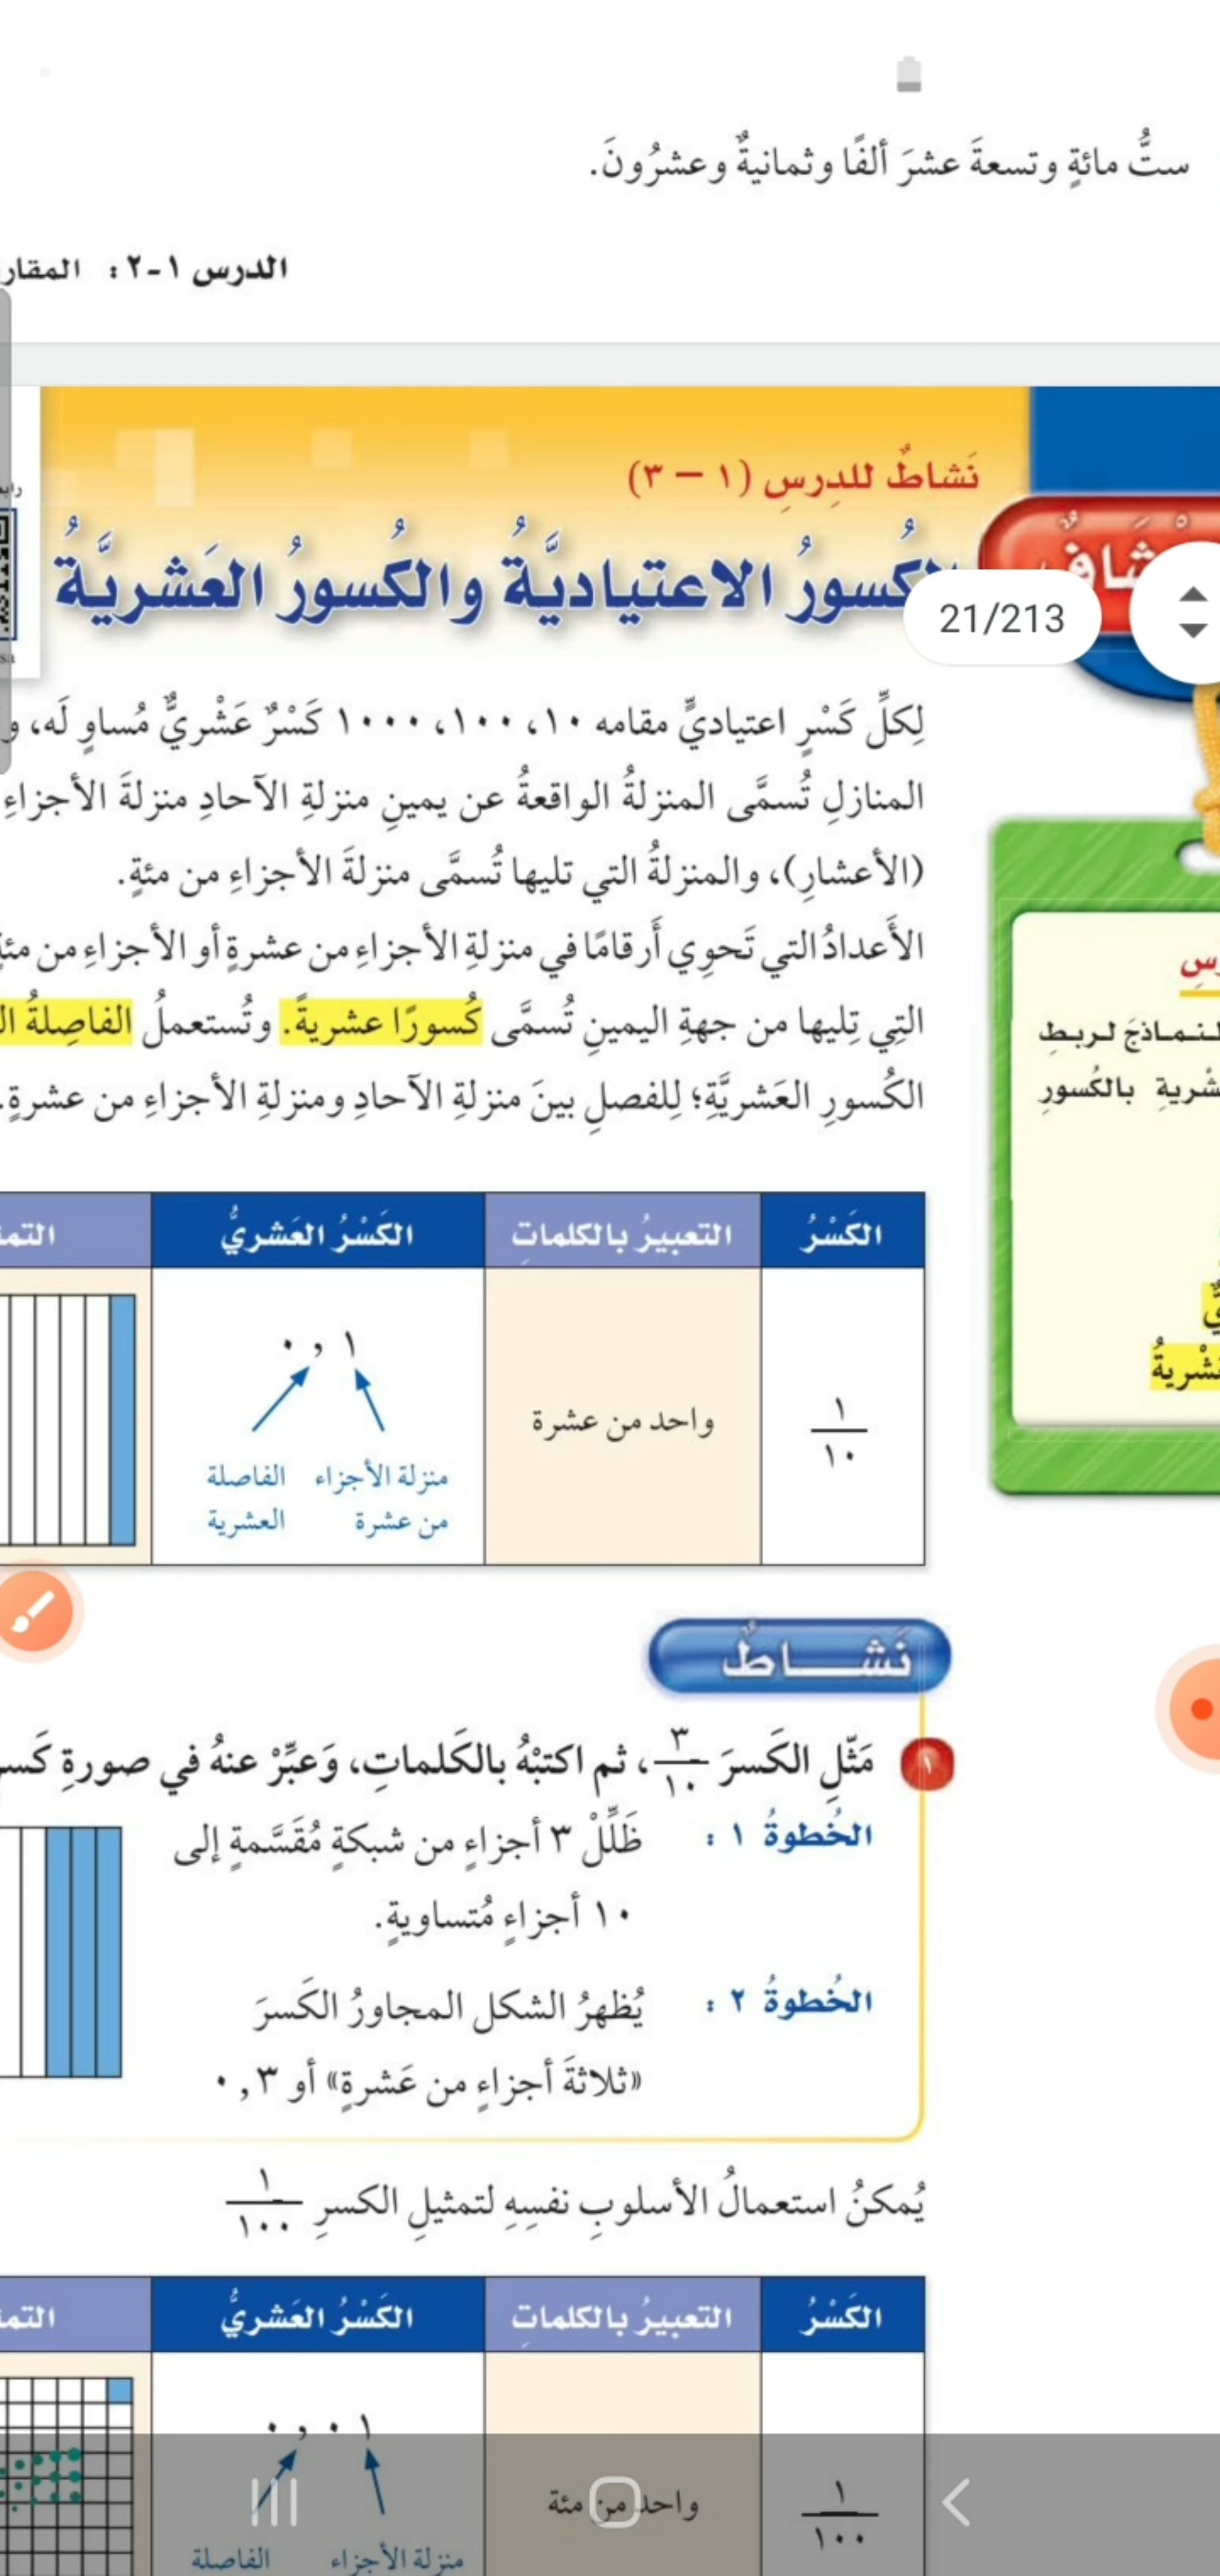 ستُّ مائةٍ وتسعةَ عشرَ ألفًا وثمانيةٌ وعشرُونَ.
الدرس ١-٢ :
نَشاطٌ للدرسِ (١ – ٣)
الاعتياديَّةُ والكُسورُ العَشريَّةُ
21/213
لِكلِّ كَسْرٍ اعتياديٍّ مقامه ١٠، ١٠٠، ١٠٠٠ كَسْرٌ عَشْريٌّ مُساوٍ لَه، و
المنازلِ تُسمَّى المنزلةُ الواقعةُ عن يمينِ منزلةِ الآحادِ منزلةَ الأجزاءِ
(الأعشارِ)، والمنزلةُ التي تليها تُسمَّى منزلةَ الأجزاءِ من مئةٍ.
الأَعدادُ التي تَحوِي أَرقامًا في منزلةِ الأجزاءِ من عشرةٍ أو الأجزاءِ من
التِي تِليها من جهةِ اليمينِ تُسمَّى كُسورًا عشريةً. وتُستعملُ الفاصِلةُ
الكُسورِ العَشريَّةِ؛ لِلفصلِ بينَ منزلةِ الآحادِ ومنزلةِ الأجزاءِ من عشرةٍ.
لربطِ
بالكُسورِ
الكَسْرُ التعبيرُ بالكلماتِ الكَسْرُ العَشريُّ
١/١٠ واحد من عشرة ٠,١
منزلة الأجزاء الفاصلة
من عشرة العشرية
نَشــاطٌ
١ مَثّلِ الكَسرَ ٣/١٠، ثم اكتبْهُ بالكَلماتِ، وَعبِّرْ عنهُ في صورةِ
الخُطوةُ ١ : ظَلِّلْ ٣ أجزاءٍ من شبكةٍ مُقَسَّمةٍ إلى
١٠ أجزاءٍ مُتساويةٍ.
الخُطوةُ ٢ : يُظهرُ الشكل المجاورُ الكَسرَ
«ثلاثةَ أجزاءٍ من عَشرةٍ» أو ٠,٣
يُمكنُ استعمالُ الأسلوبِ نفسِهِ لتمثيلِ الكسرِ ١/١٠٠
الكَسْرُ التعبيرُ بالكلماتِ الكَسْرُ العَشريُّ
١/١٠٠ واحد من مئة ٠,٠١
منزلة الأجزاء الفاصلة